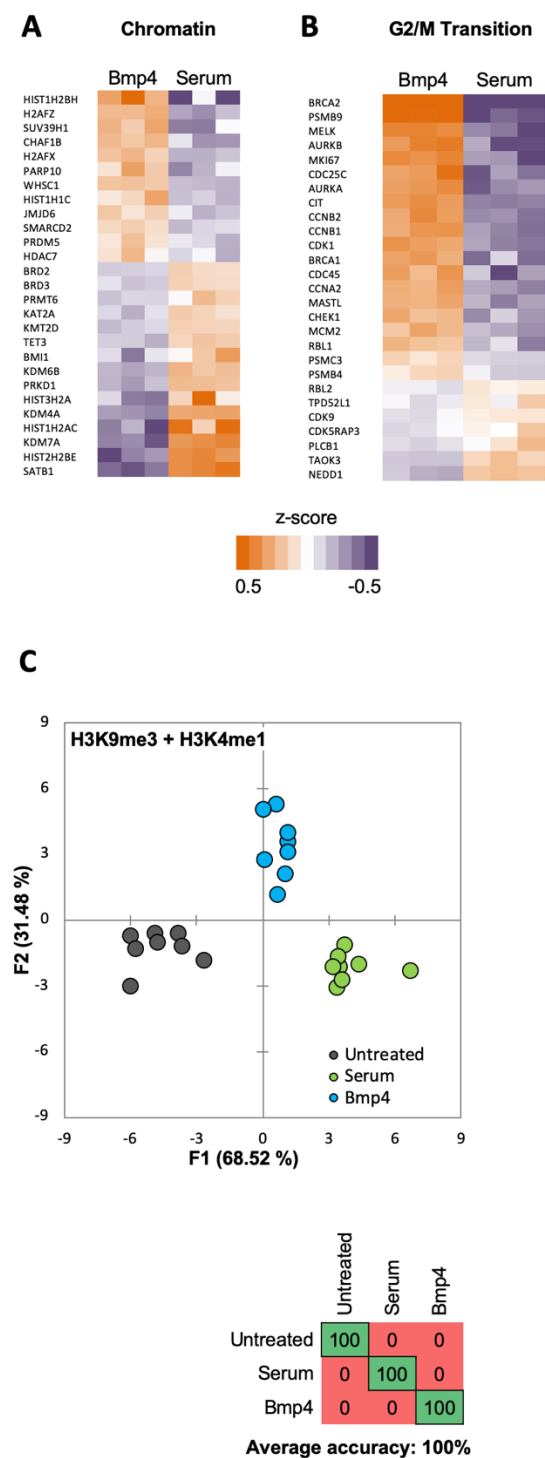 A
Chromatin
Bmp4 Serum
HIST1H2BH
H2AFZ
SUV39H1
CHAF1B
H2AFX
PARP10
WHSC1
HIST1H1C
JMJD6
SMARCD2
PRDM5
HDAC7
BRD2
BRD3
PRMT6
KAT2A
KMT2D
TET3
BMI1
KDM6B
PRKD1
HIST3H2A
KDM4A
HIST1H2AC
KDM7A
HIST2H2BE
SATB1
B
G2/M Transition
Bmp4 Serum
BRCA2
PSMB9
MELK
AURKB
MKI67
CDC25C
AURKA
CIT
CCNB2
CCNB1
CDK1
BRCA1
CDC45
CCNA2
MASTL
CHEK1
MCM2
RBL1
PSMC3
PSMB4
RBL2
TPD52L1
CDK9
CDK5RAP3
PLCB1
TAOK3
NEDD1
z-score
0.5 -0.5
C
H3K9me3 + H3K4me1
9
6
3
0
-3
-6
-9
F2 (31.48 %)
Untreated
Serum
Bmp4
-9 -6 -3 0 3 6 9
F1 (68.52 %)
Untreated Serum Bmp4
Untreated 100 0 0
Serum 0 100 0
Bmp4 0 0 100
Average accuracy: 100%